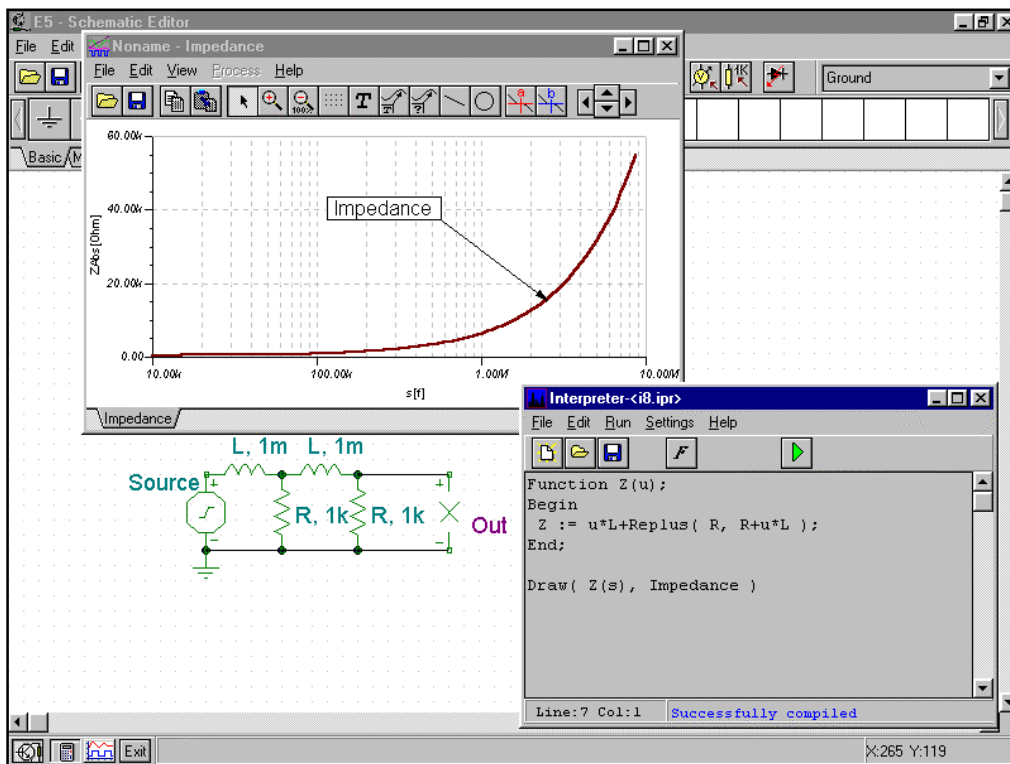 E5 - Schematic Editor
File Edit
Noname - Impedance
File Edit View Process Help
100%
T
a
b
1K
Ground
Basic
60.00k
40.00k
20.00k
0.00
ZAbs[Ohm]
Impedance
10.00k 100.00k 1.00M 10.00M
s[f]
Impedance
L, 1m L, 1m
Source
+
+
R, 1k R, 1k
Out
-
-
Interpreter-<i8.ipr>
File Edit Run Settings Help
F
Function Z(u);
Begin
Z := u*L+Replus( R, R+u*L );
End;
Draw( Z(s), Impedance )
Line:7 Col:1 Successfully compiled
Exit
X:265 Y:119